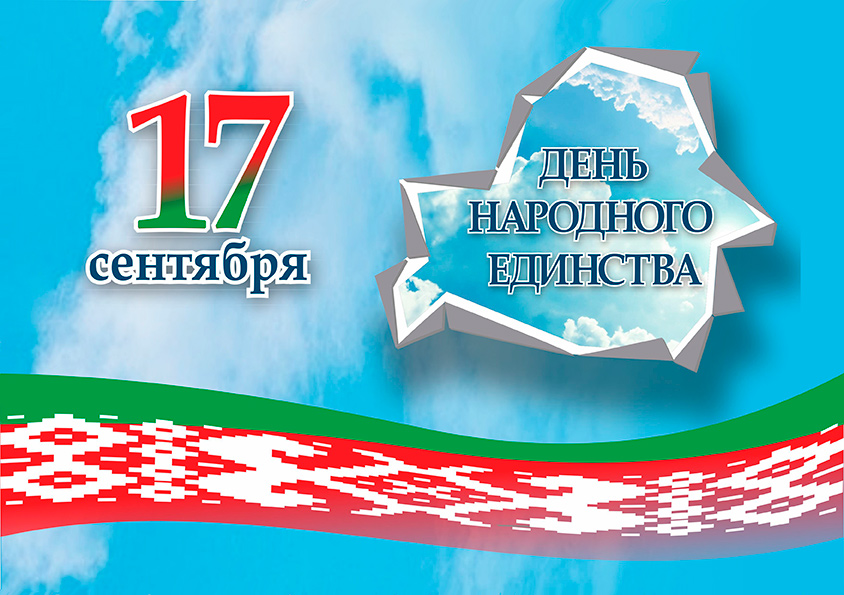 17
сентября
ДЕНЬ
НАРОДНОГО
ЕДИНСТВА